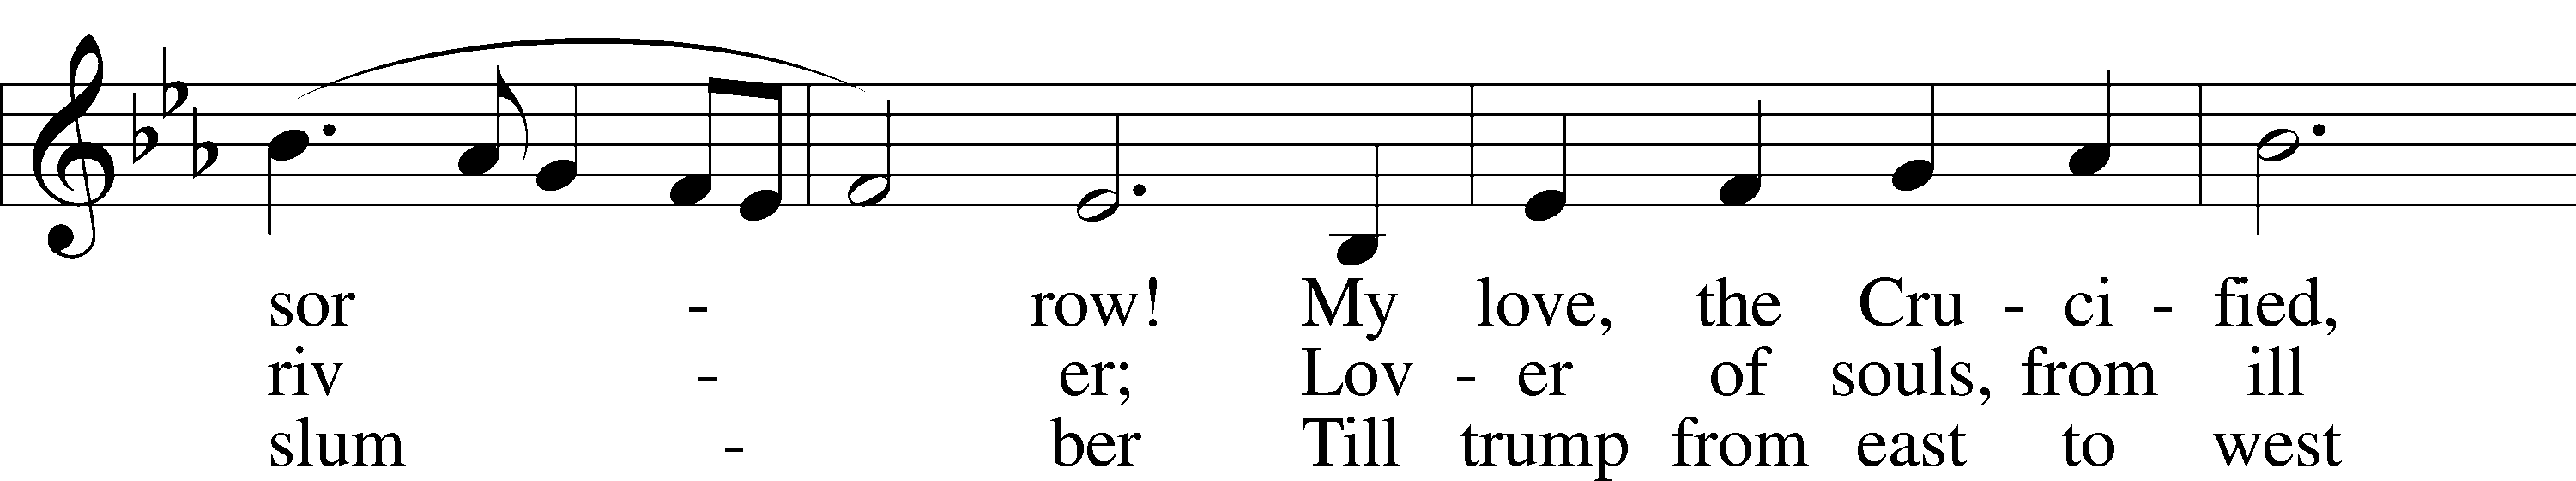 sor - row! My love, the Cru - ci - fied,
riv - er; Lov - er of souls, from ill
slum - ber Till trump from east to west